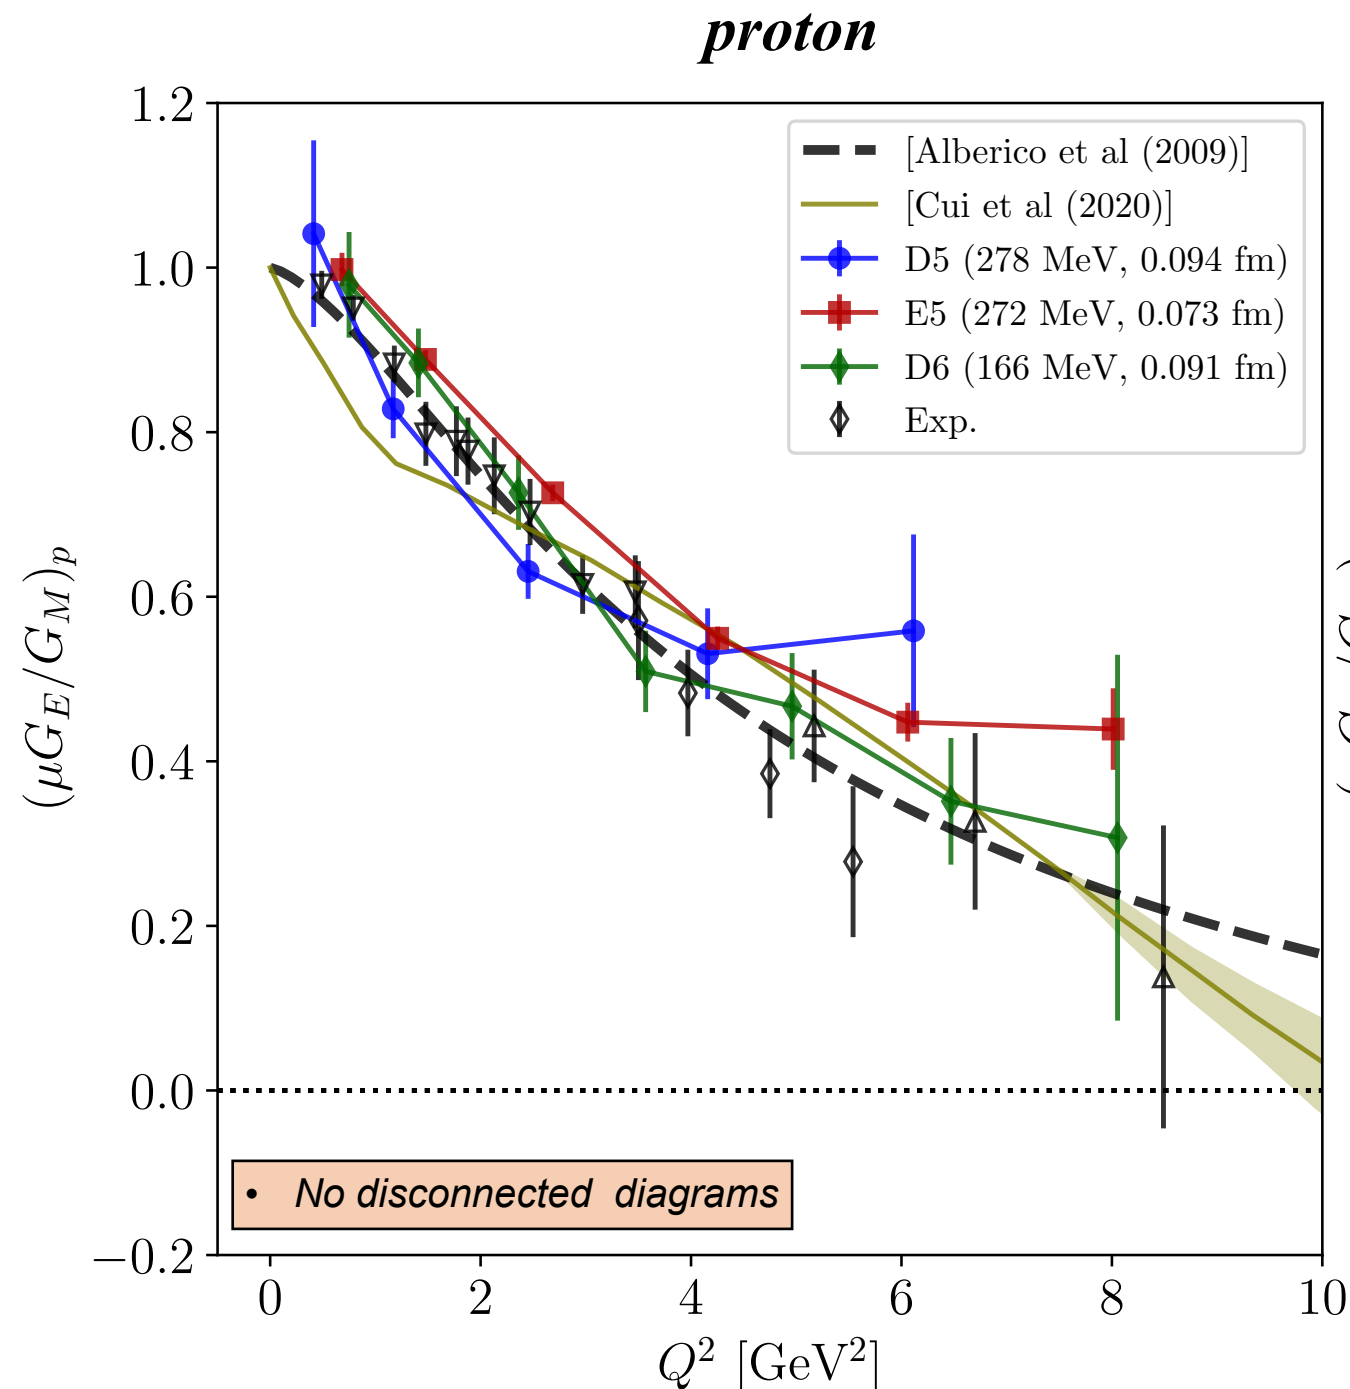 proton
1.2
1.0
0.8
0.6
0.4
0.2
0.0
−0.2
(μG_E/G_M)_p
[Alberico et al (2009)]
[Cui et al (2020)]
D5 (278 MeV, 0.094 fm)
E5 (272 MeV, 0.073 fm)
D6 (166 MeV, 0.091 fm)
Exp.
• No disconnected diagrams
0 2 4 6 8 10
Q² [GeV²]